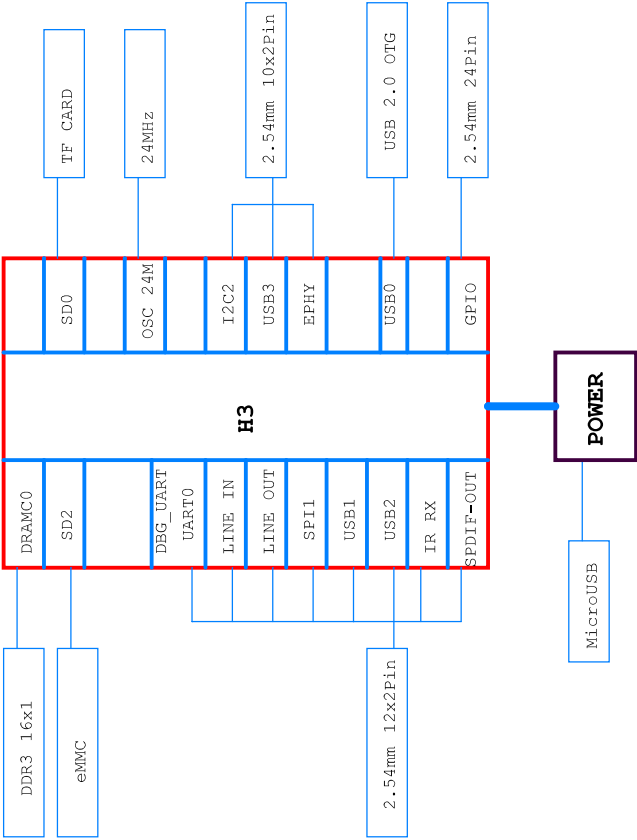 TF CARD
24MHz
2.54mm 10x2Pin
USB 2.0 OTG
2.54mm 24Pin
SD0
OSC 24M
I2C2
USB3
EPHY
USB0
GPIO
H3
POWER
DRAMC0
SD2
DBG_UART
UART0
LINE IN
LINE OUT
SPI1
USB1
USB2
IR RX
SPDIF-OUT
MicroUSB
DDR3 16x1
eMMC
2.54mm 12x2Pin